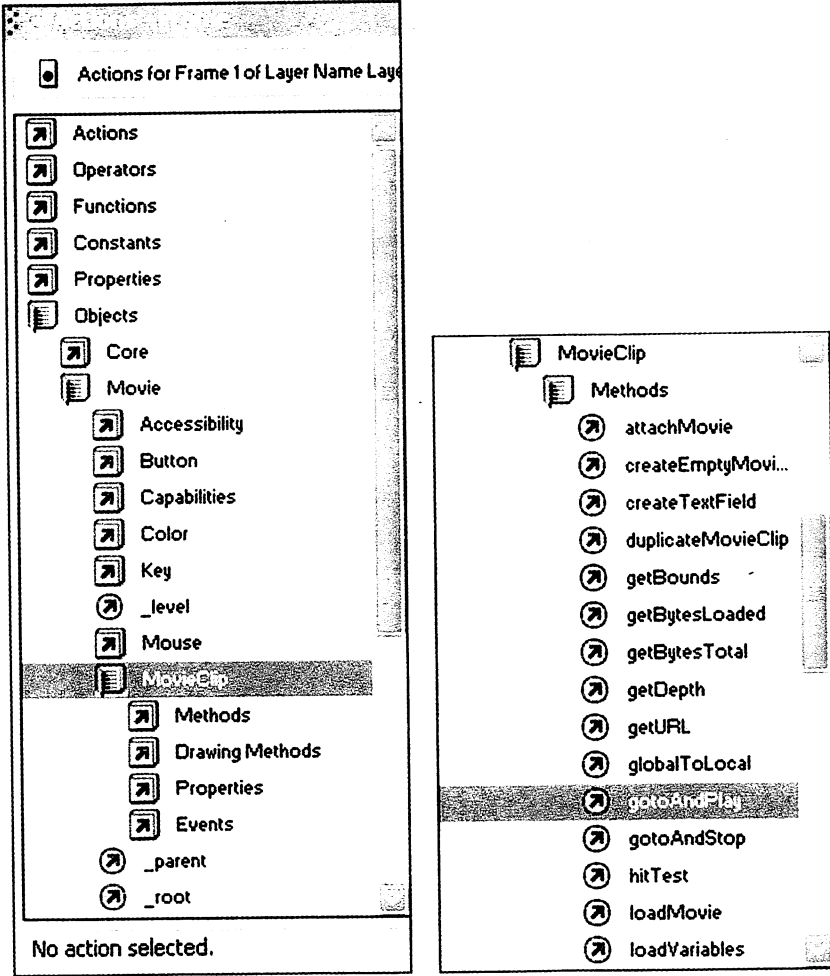 Actions for Frame 1 of Layer Name Laye
Actions
Operators
Functions
Constants
Properties
Objects
Core
Movie
Accessibility
Button
Capabilities
Color
Key
_level
Mouse
MovieClip
Methods
Drawing Methods
Properties
Events
_parent
_root
No action selected.
MovieClip
Methods
attachMovie
createEmptyMovi...
createTextField
duplicateMovieClip
getBounds
getBytesLoaded
getBytesTotal
getDepth
getURL
globalToLocal
gotoAndPlay
gotoAndStop
hitTest
loadMovie
loadVariables